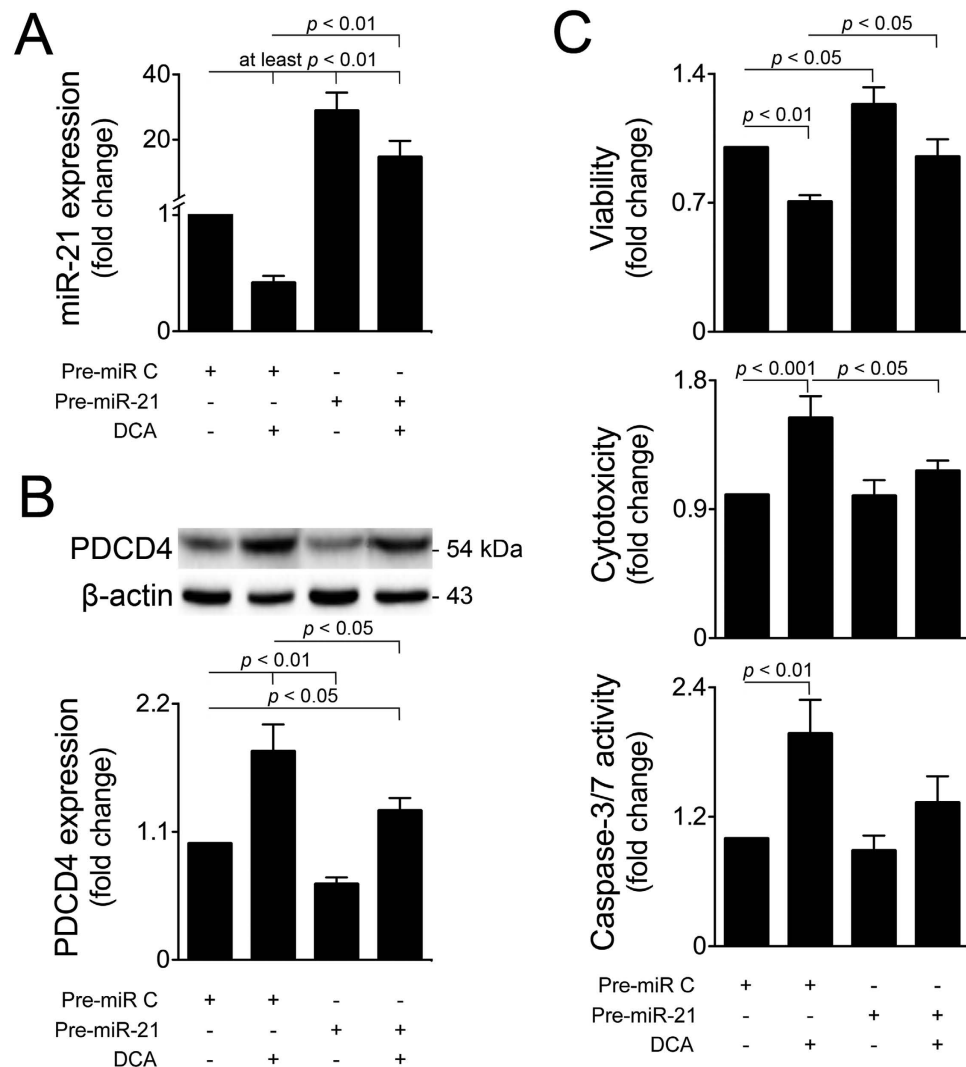 A
miR-21 expression
(fold change)
p < 0.01
at least p < 0.01
40
20
1
0
Pre-miR C + + - -
Pre-miR-21 - - + +
DCA - + - +
B
PDCD4
- 54 kDa
β-actin
- 43
PDCD4 expression
(fold change)
p < 0.05
p < 0.01
p < 0.05
2.2
1.1
0
Pre-miR C + + - -
Pre-miR-21 - - + +
DCA - + - +
C
Viability
(fold change)
p < 0.05
p < 0.05
p < 0.01
1.4
0.7
0
Cytotoxicity
(fold change)
p < 0.001
p < 0.05
1.8
0.9
0
Caspase-3/7 activity
(fold change)
p < 0.01
2.4
1.2
0
Pre-miR C + + - -
Pre-miR-21 - - + +
DCA - + - +